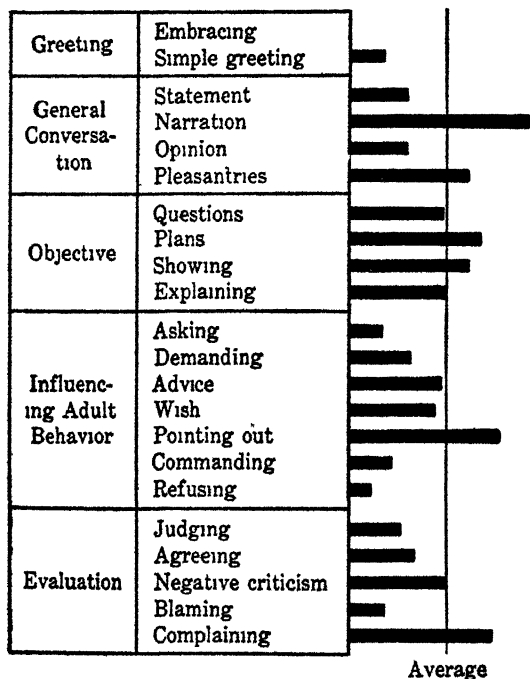 Greeting
Embracing
Simple greeting
General
Conversa-
tion
Statement
Narration
Opinion
Pleasantries
Objective
Questions
Plans
Showing
Explaining
Influenc-
ing Adult
Behavior
Asking
Demanding
Advice
Wish
Pointing out
Commanding
Refusing
Evaluation
Judging
Agreeing
Negative criticism
Blaming
Complaining
Average